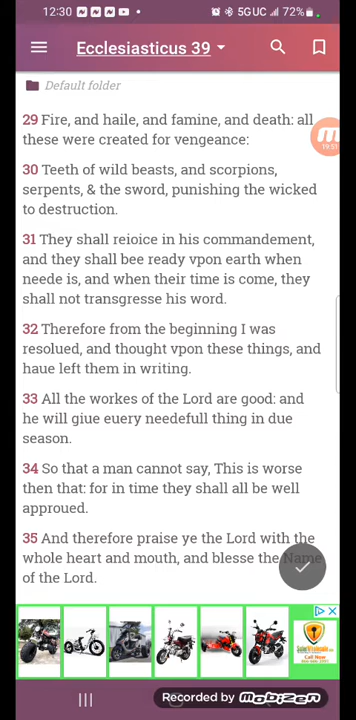 12:30 5GUC 72%
Ecclesiasticus 39
Default folder
29 Fire, and haile, and famine, and death: all
these were created for vengeance:
19:51
30 Teeth of wild beasts, and scorpions,
serpents, & the sword, punishing the wicked
to destruction.
31 They shall reioice in his commandement,
and they shall bee ready vpon earth when
neede is, and when their time is come, they
shall not transgresse his word.
32 Therefore from the beginning I was
resolued, and thought vpon these things, and
haue left them in writing.
33 All the workes of the Lord are good: and
he will giue euery needefull thing in due
season.
34 So that a man cannot say, This is worse
then that: for in time they shall all be well
approued.
35 And therefore praise ye the Lord with the
whole heart and mouth, and blesse the Name
of the Lord.
Call Now
Recorded by MOBIZEN